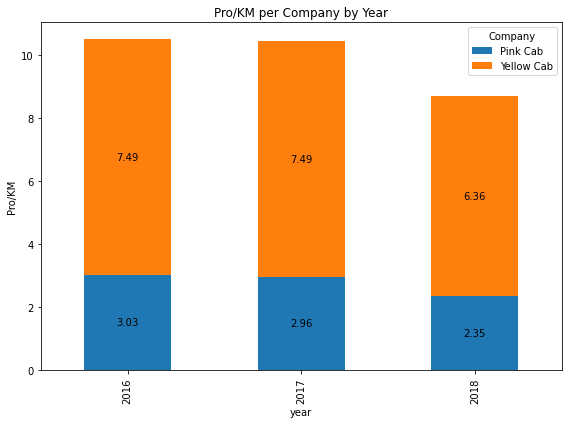 Pro/KM per Company by Year
Company
Pink Cab
Yellow Cab
10
8
6
4
2
0
Pro/KM
7.49
7.49
6.36
3.03
2.96
2.35
2016
2017
2018
year